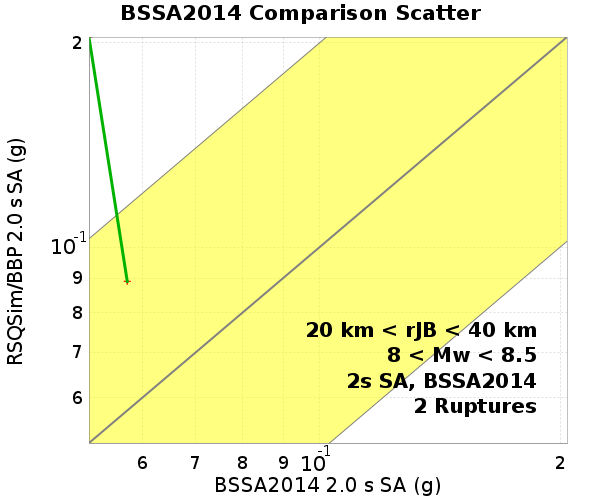 BSSA2014 Comparison Scatter
RSQSim/BBP 2.0 s SA (g)
2
10-1
9
8
7
6
20 km < rJB < 40 km
8 < Mw < 8.5
2s SA, BSSA2014
2 Ruptures
6 7 8 9 10-1 2
BSSA2014 2.0 s SA (g)